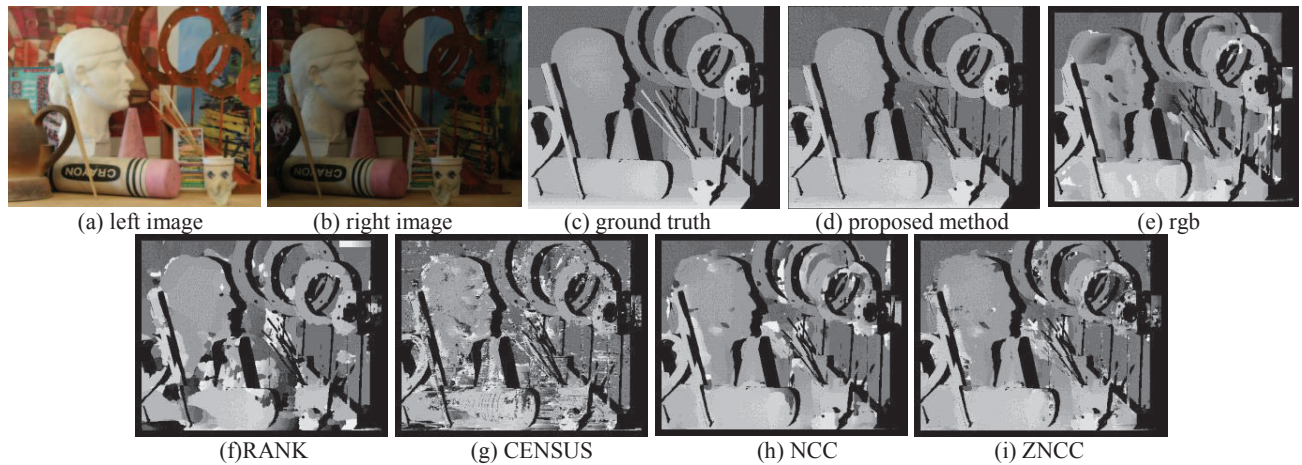 CRAYON
CRAYON
(a) left image
(b) right image
(c) ground truth
(d) proposed method
(e) rgb
(f)RANK
(g) CENSUS
(h) NCC
(i) ZNCC